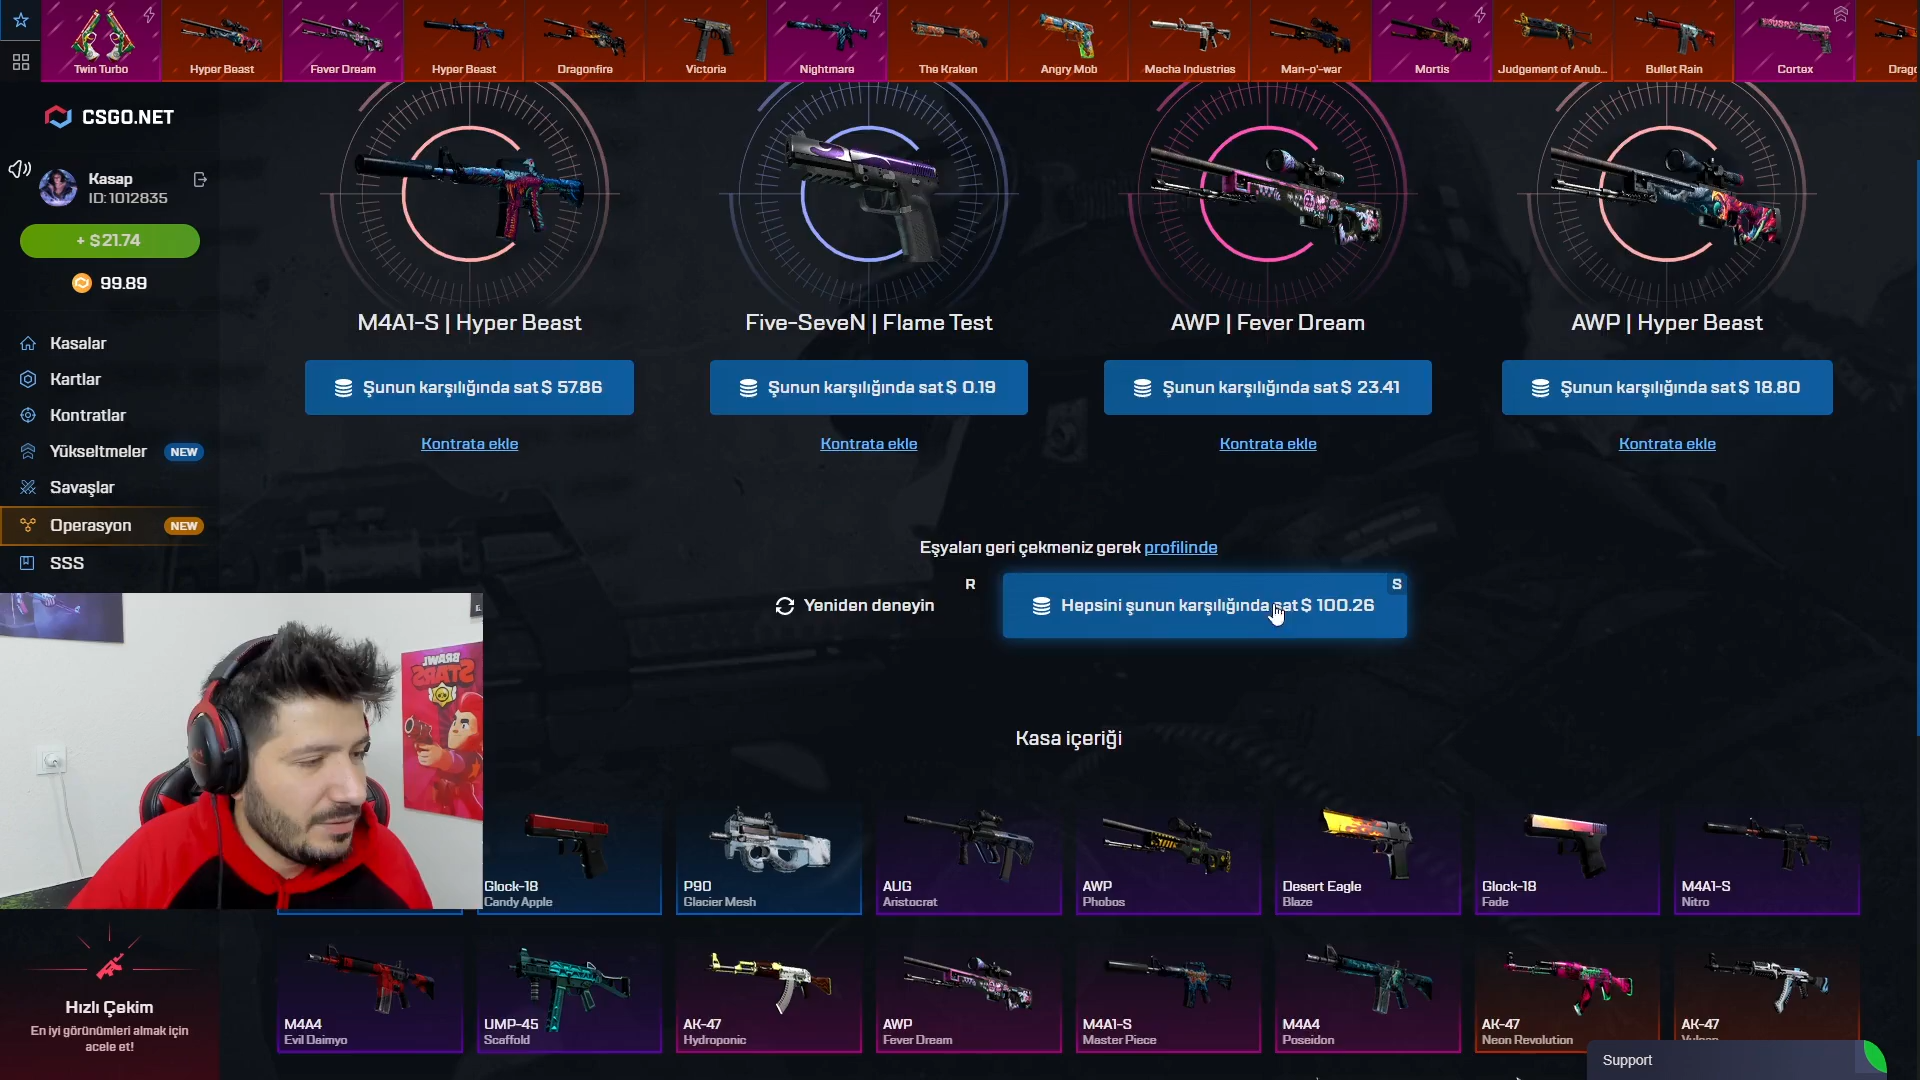 Twin Turbo
Hyper Beast
Fever Dream
Hyper Beast
Dragonfire
Victoria
Nightmare
The Kraken
Angry Mob
Mecha Industries
Man-o'-war
Mortis
Judgement of Anub...
Bullet Rain
Cortex
CSGO.NET
Kasap
ID: 1012835
+ $21.74
99.89
Kasalar
Kartlar
Kontratlar
Yükseltmeler NEW
Savaşlar
Operasyon NEW
SSS
M4A1-S | Hyper Beast
Five-SeveN | Flame Test
AWP | Fever Dream
AWP | Hyper Beast
Şunun karşılığında sat $ 57.86
Şunun karşılığında sat $ 0.19
Şunun karşılığında sat $ 23.41
Şunun karşılığında sat $ 18.80
Kontrata ekle
Kontrata ekle
Kontrata ekle
Kontrata ekle
Eşyaları geri çekmeniz gerek profilinde
Yeniden deneyin R
Hepsini şunun karşılığında sat $ 100.26 S
BRAWL
STARS
Kasa içeriği
Glock-18
Candy Apple
P90
Glacier Mesh
AUG
Aristocrat
AWP
Phobos
Desert Eagle
Blaze
Glock-18
Fade
M4A1-S
Nitro
M4A4
Evil Daimyo
UMP-45
Scaffold
AK-47
Hydroponic
AWP
Fever Dream
M4A1-S
Master Piece
M4A4
Poseidon
AK-47
Neon Revolution
AK-47
Hızlı Çekim
En iyi görünümleri almak için
acele et!
Support